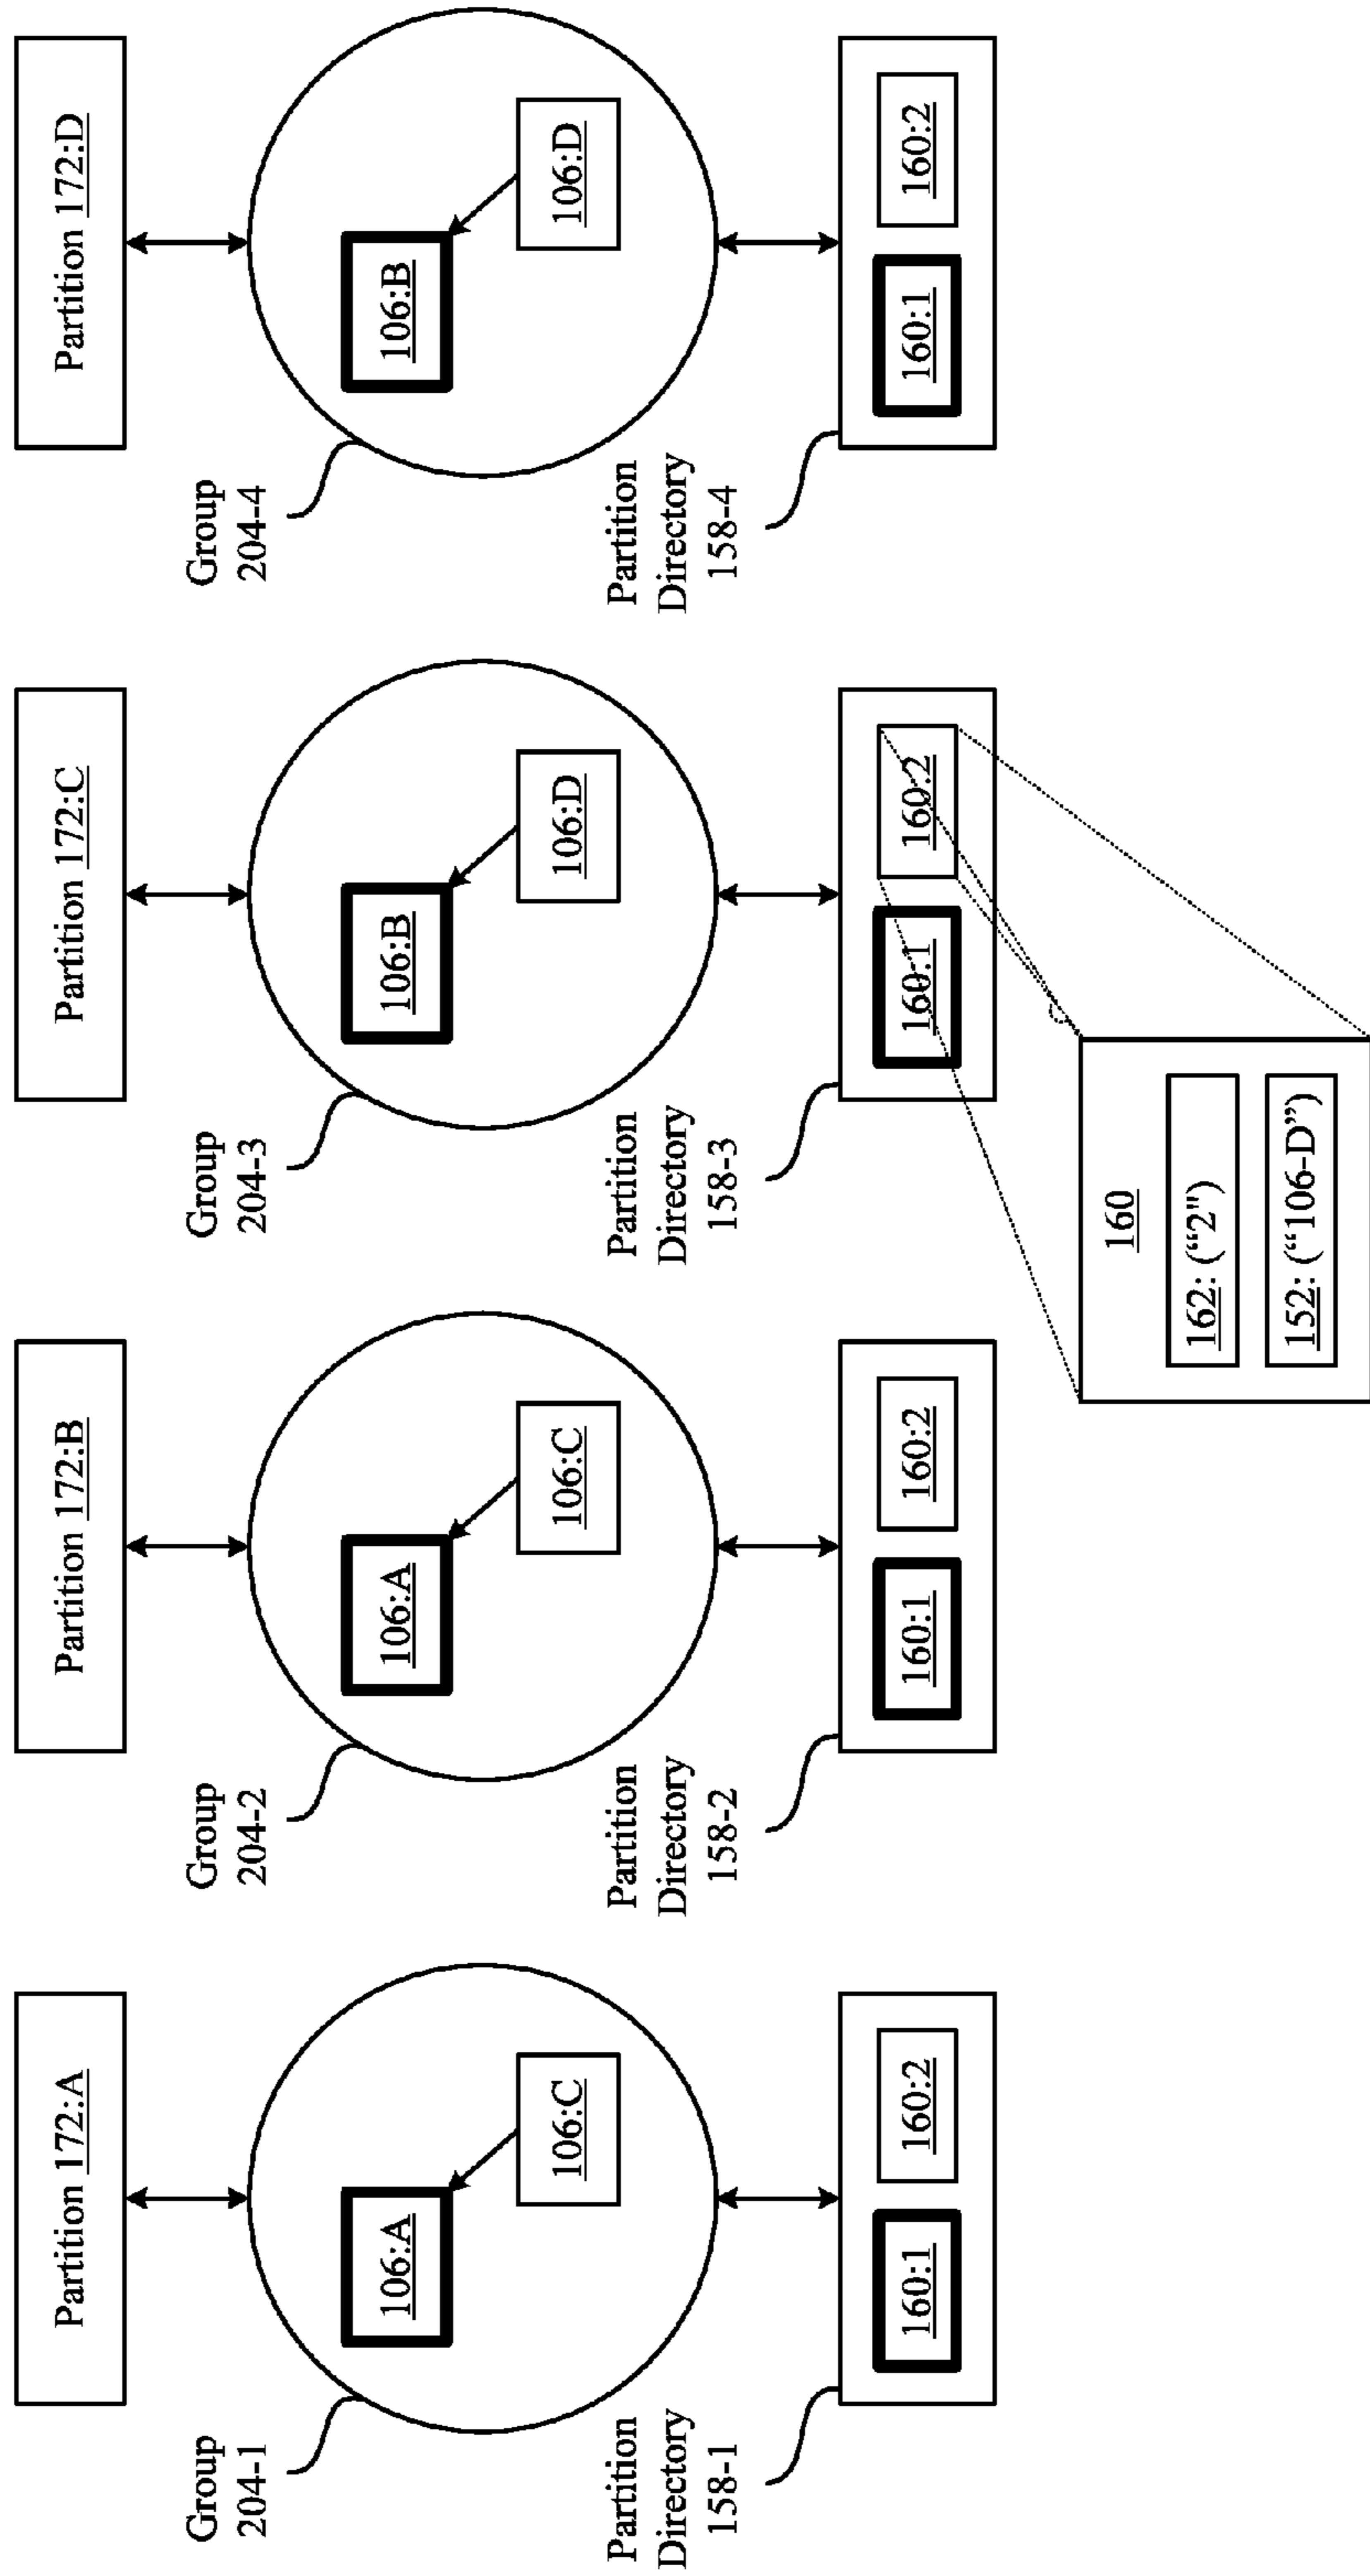 Partition 172:A
Group
204-1
106:A
106:C
Partition
Directory
158-1
160:1
160:2
Partition 172:B
Group
204-2
106:A
106:C
Partition
Directory
158-2
160:1
160:2
Partition 172:C
Group
204-3
106:B
106:D
Partition
Directory
158-3
160:1
160:2
160
162: (“2")
152: (“106-D”)
Partition 172:D
Group
204-4
106:B
106:D
Partition
Directory
158-4
160:1
160:2